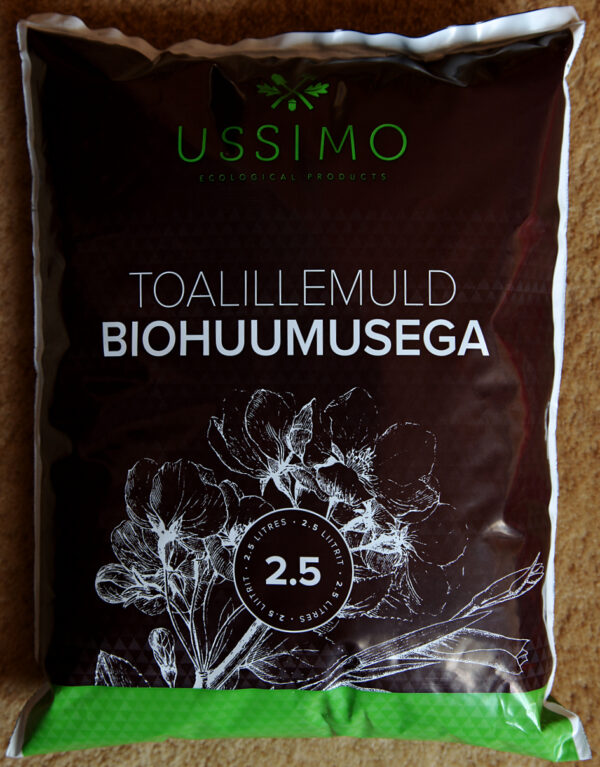 USSIMO
ECOLOGICAL PRODUCTS
TOALILLEMULD
BIOHUUMUSEGA
2.5 LITRES · 2.5 LIITRIT · 2.5 LITRES · 2.5 LIITRIT ·
2.5